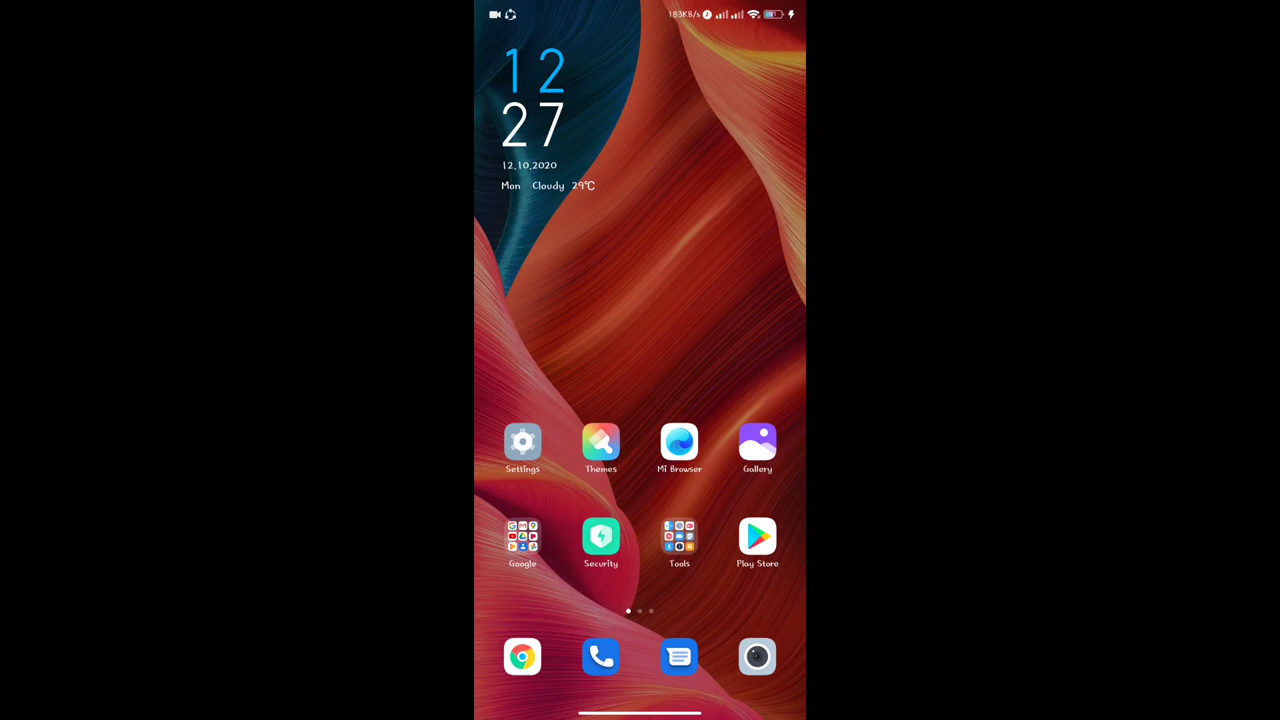 183KB/s
12
27
12.10.2020
Mon Cloudy 29℃
Settings Themes Mi Browser Gallery
Google Security Tools Play Store